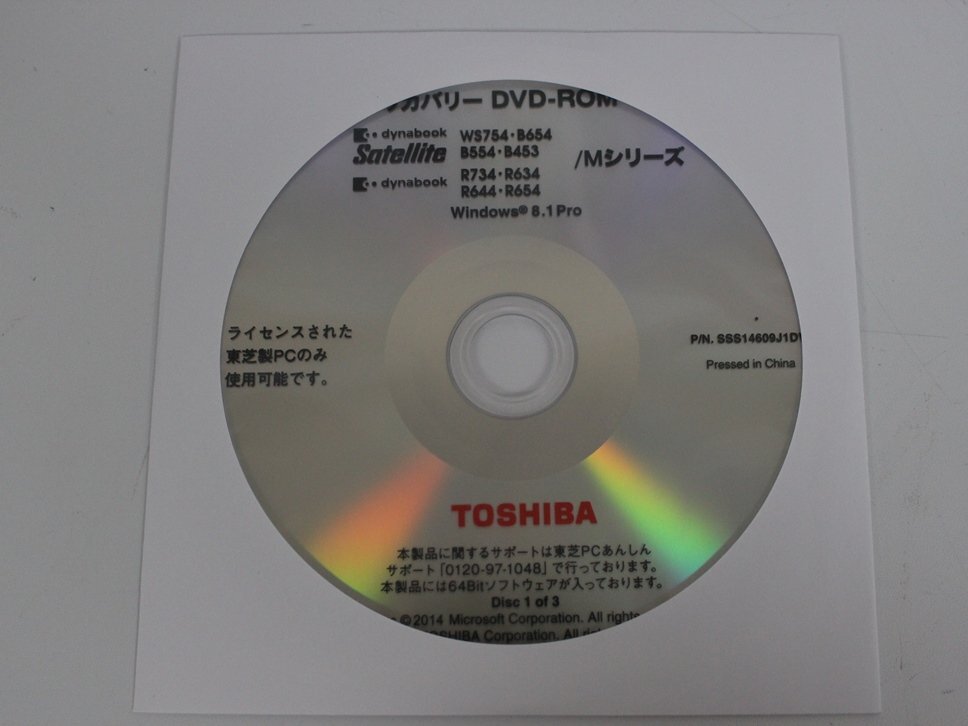 カバリー DVD-ROM
dynabook WS754・B654
Satellite B554・B453 /Mシリーズ
dynabook R734・R634
R644・R654
Windows® 8.1 Pro
ライセンスされた
東芝製PCのみ
使用可能です。
P/N. SSS14609J1D
Pressed in China
TOSHIBA
本製品に関するサポートは東芝PCあんしん
サポート「0120-97-1048」で行っております。
本製品には64Bitソフトウェアが入っております。
Disc 1 of 3
©2014 Microsoft Corporation. All rights
SHIBA Corporation. All